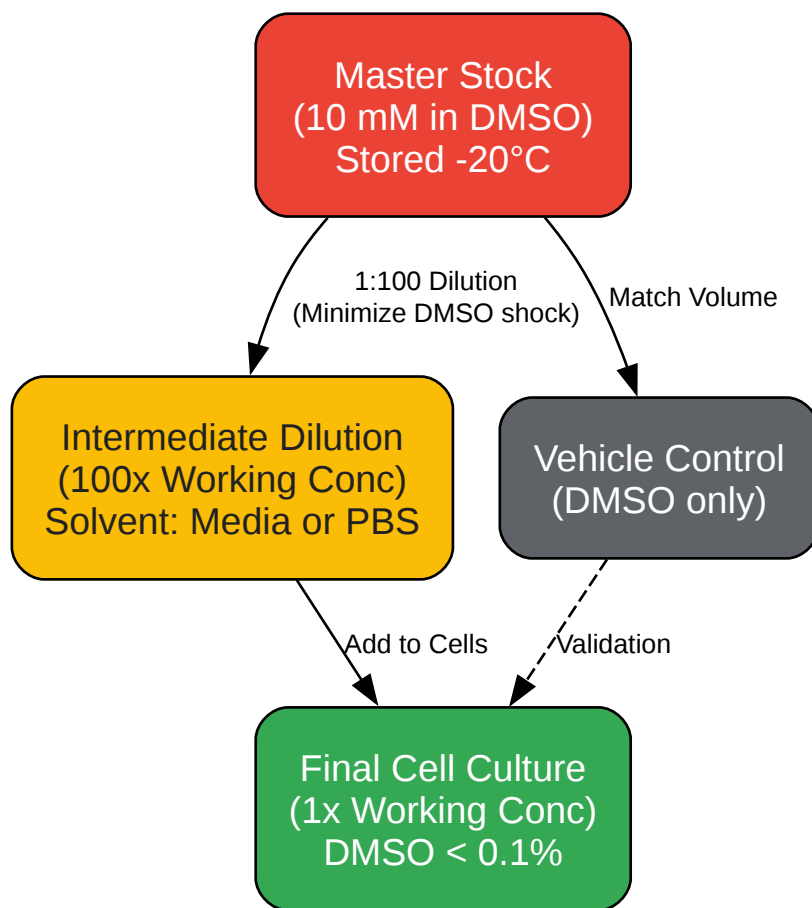 Master Stock
(10 mM in DMSO)
Stored -20°C
1:100 Dilution
(Minimize DMSO shock)
Match Volume
Intermediate Dilution
(100x Working Conc)
Solvent: Media or PBS
Vehicle Control
(DMSO only)
Add to Cells
Validation
Final Cell Culture
(1x Working Conc)
DMSO < 0.1%